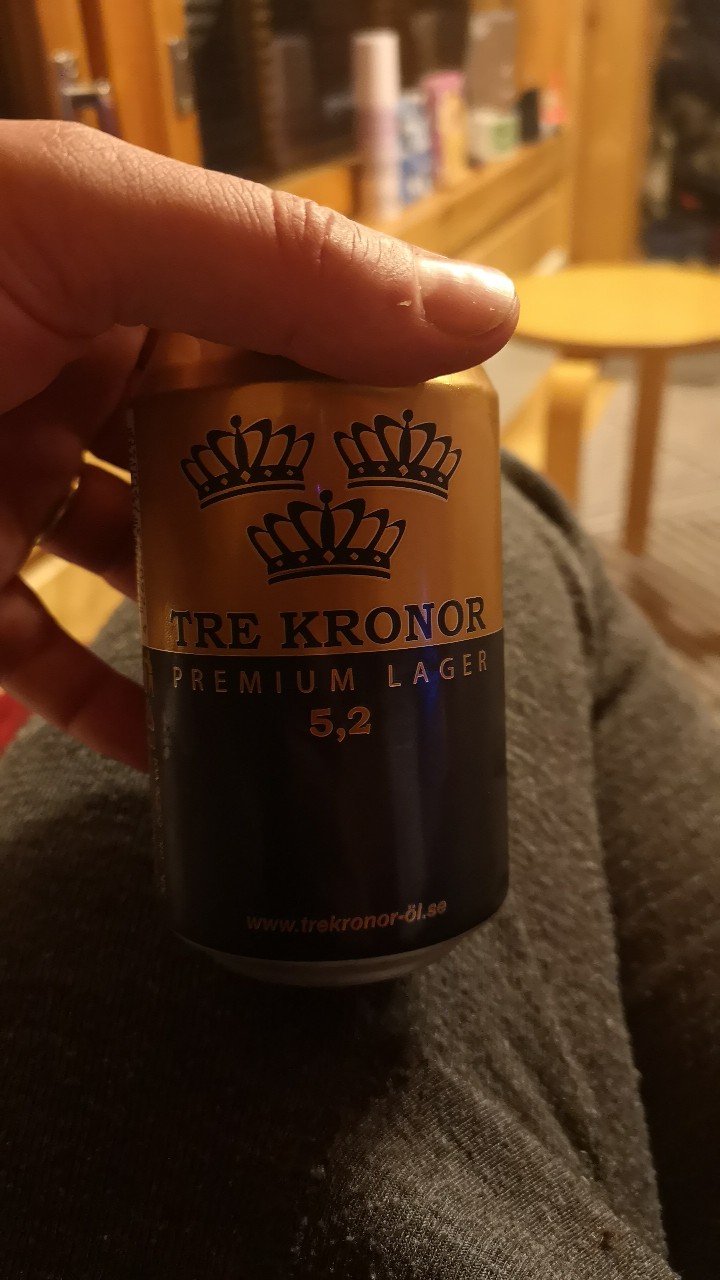 TRE KRONOR
PREMIUM LAGER
5,2
www.trekronor-öl.se